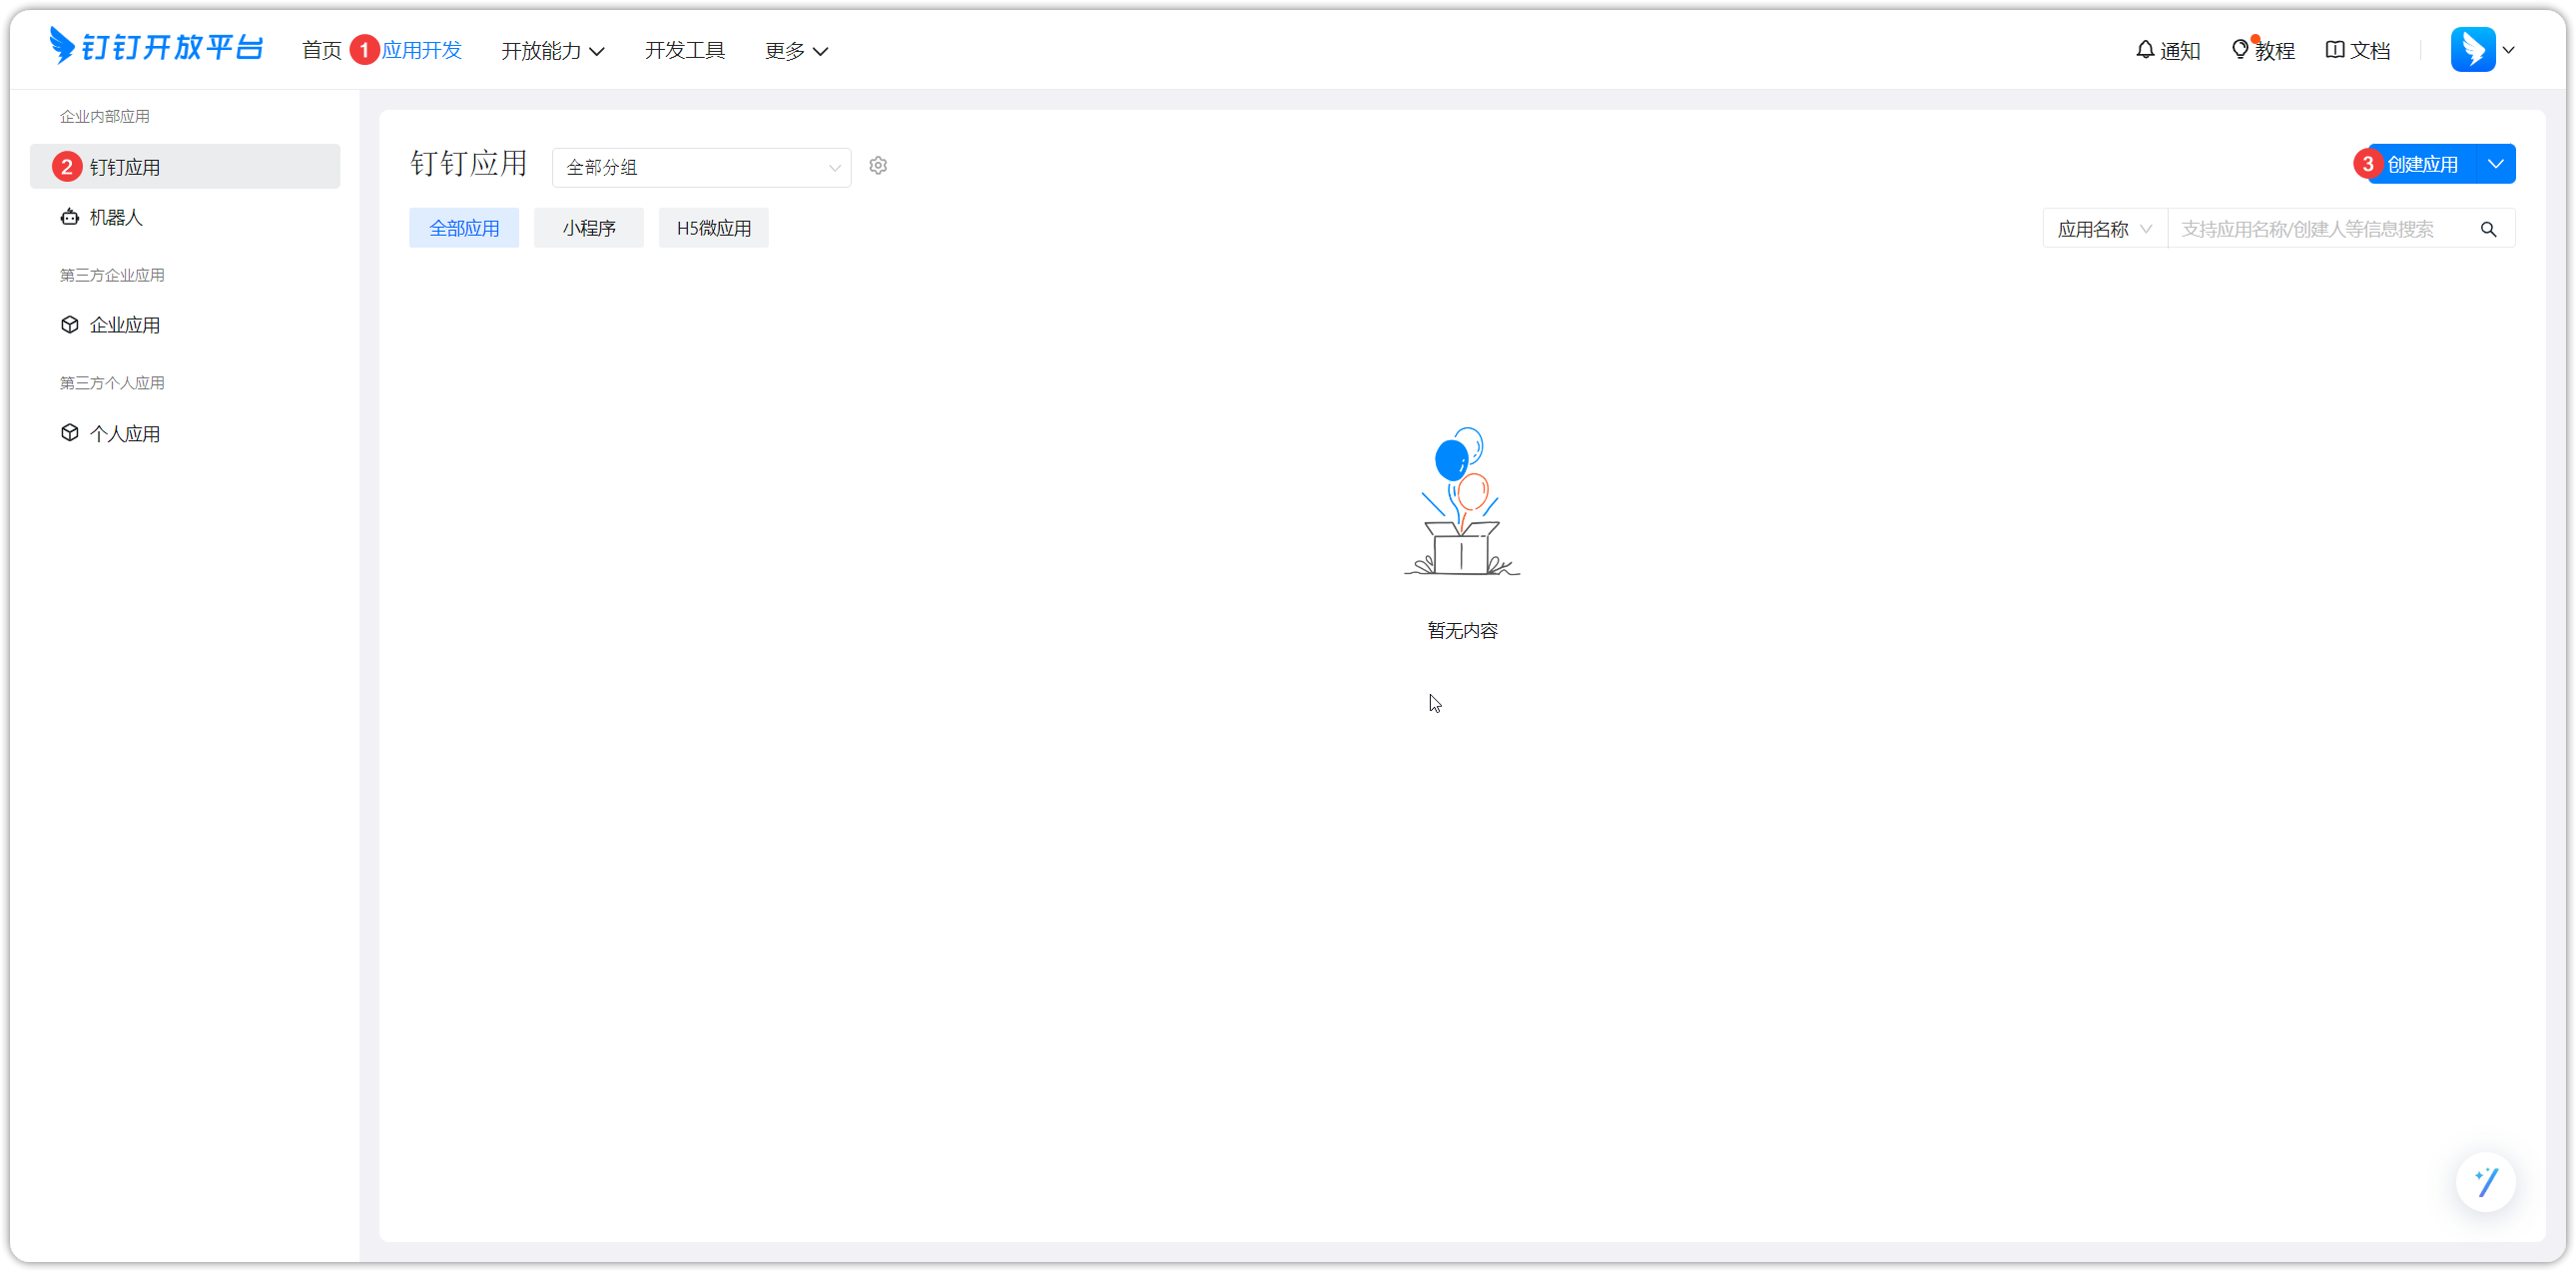 钉钉开放平台 首页 1 应用开发 开放能力 开发工具 更多 通知 教程 文档
企业内部应用
2 钉钉应用
机器人
第三方企业应用
企业应用
第三方个人应用
个人应用
钉钉应用 全部分组 3 创建应用
全部应用 小程序 H5微应用 应用名称 支持应用名称/创建人等信息搜索
暂无内容